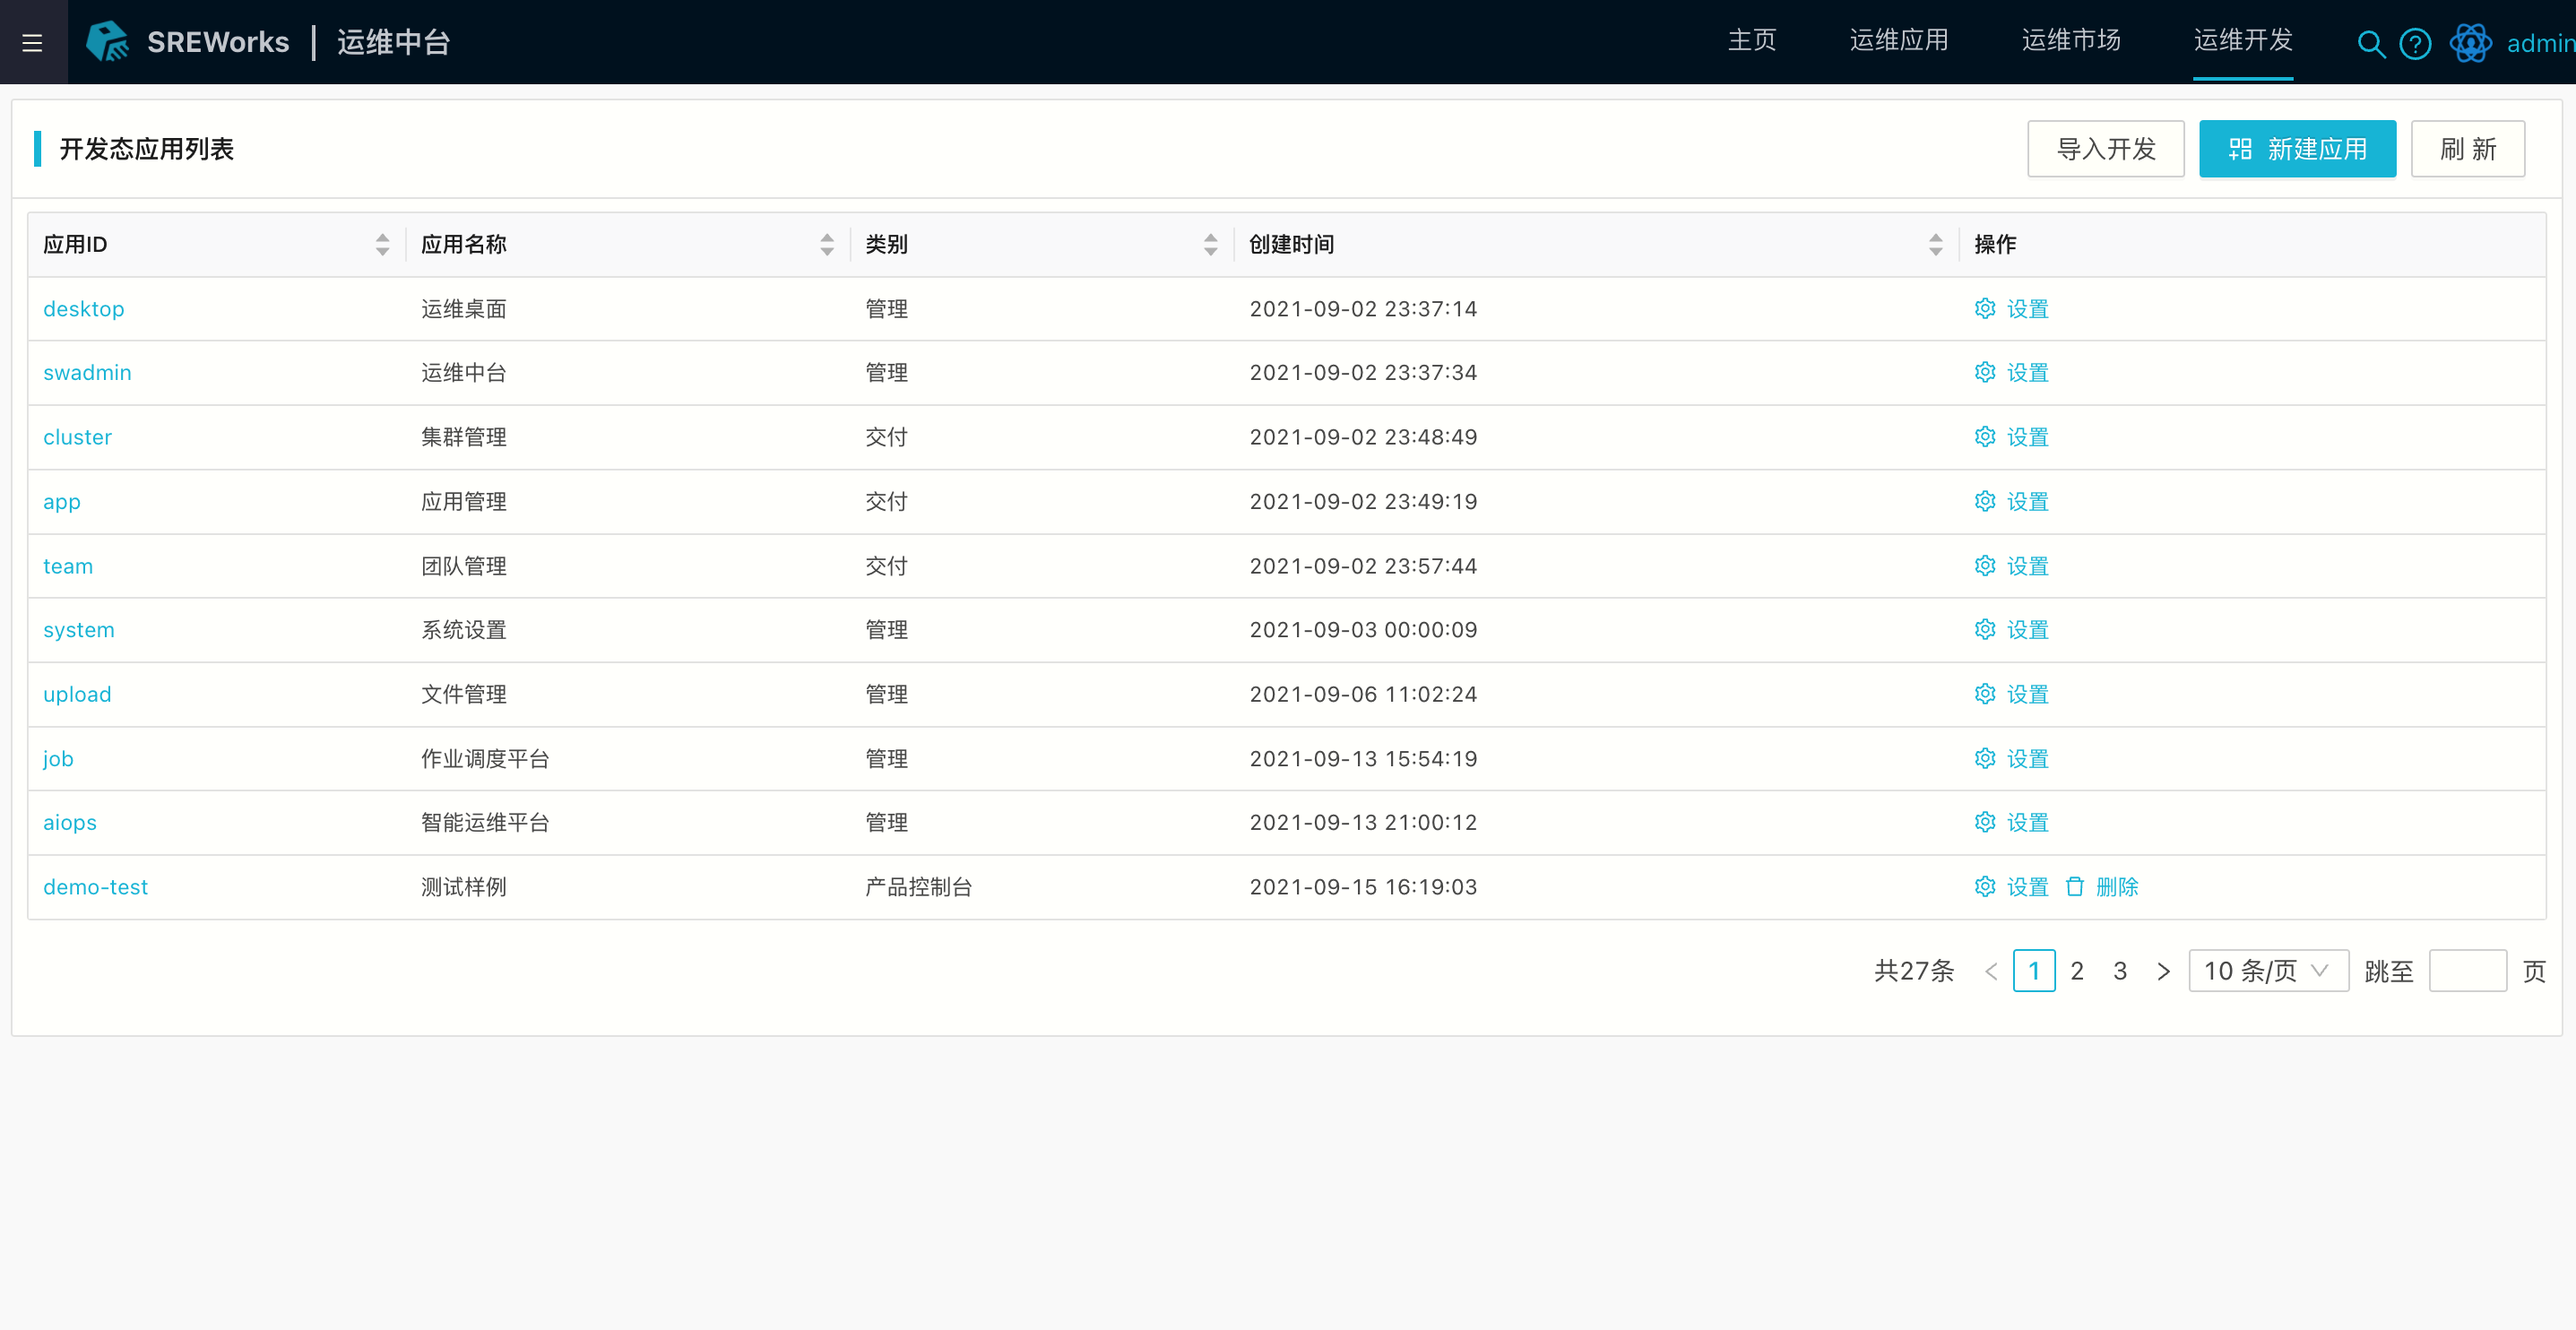 SREWorks | 运维中台 主页 运维应用 运维市场 运维开发 admin
开发态应用列表 导入开发 新建应用 刷 新
应用ID 应用名称 类别 创建时间 操作
desktop 运维桌面 管理 2021-09-02 23:37:14 设置
swadmin 运维中台 管理 2021-09-02 23:37:34 设置
cluster 集群管理 交付 2021-09-02 23:48:49 设置
app 应用管理 交付 2021-09-02 23:49:19 设置
team 团队管理 交付 2021-09-02 23:57:44 设置
system 系统设置 管理 2021-09-03 00:00:09 设置
upload 文件管理 管理 2021-09-06 11:02:24 设置
job 作业调度平台 管理 2021-09-13 15:54:19 设置
aiops 智能运维平台 管理 2021-09-13 21:00:12 设置
demo-test 测试样例 产品控制台 2021-09-15 16:19:03 设置 删除
共27条 < 1 2 3 > 10 条/页 跳至 页